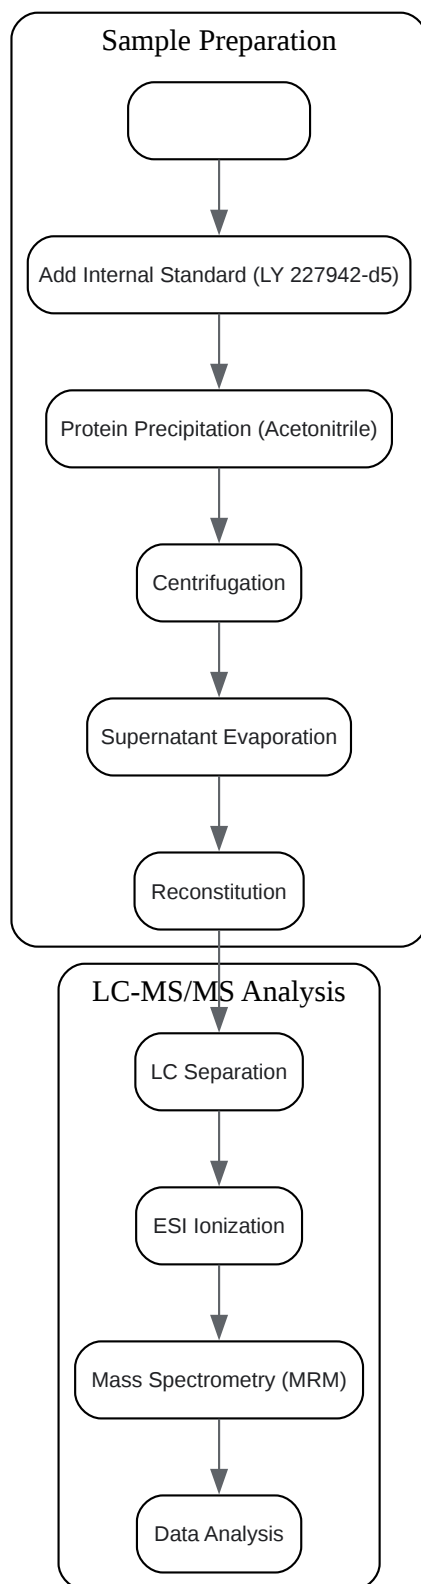 Sample Preparation
Add Internal Standard (LY 227942-d5)
Protein Precipitation (Acetonitrile)
Centrifugation
Supernatant Evaporation
Reconstitution
LC-MS/MS Analysis
LC Separation
ESI Ionization
Mass Spectrometry (MRM)
Data Analysis